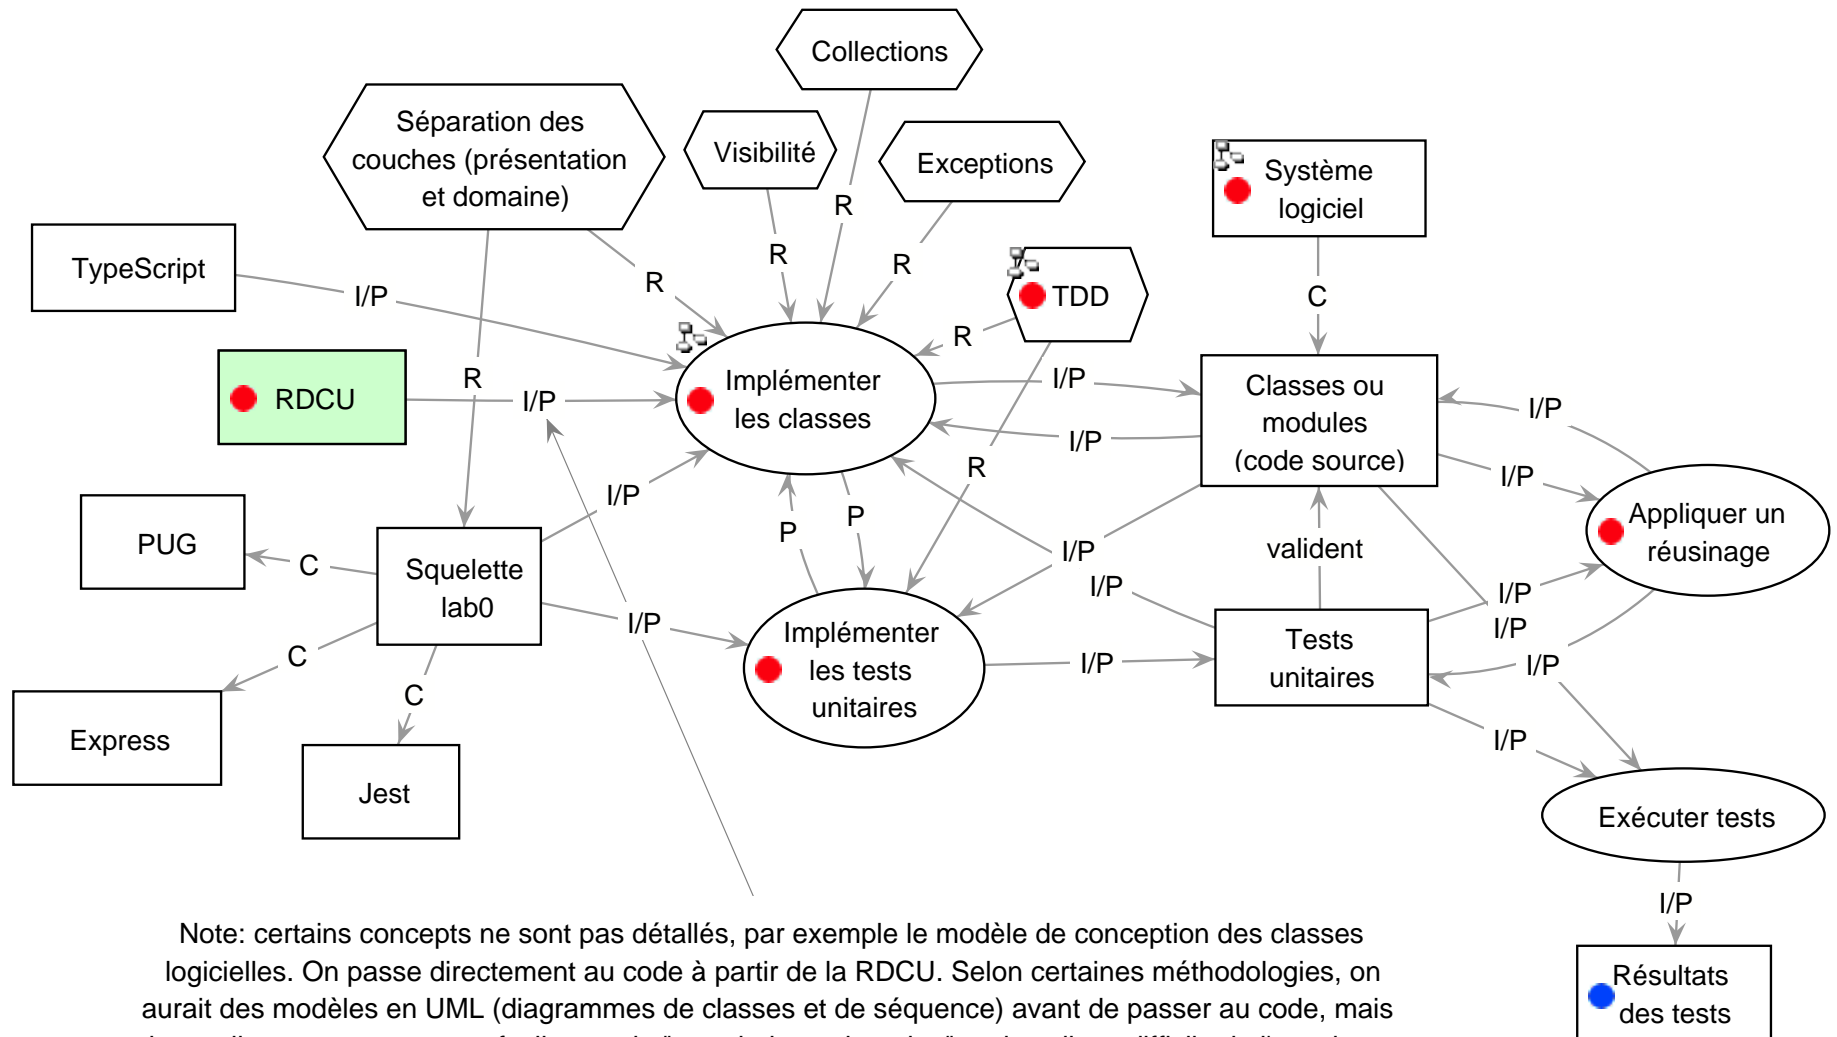 Collections
Séparation des
couches (présentation
et domaine)
Visibilité
Exceptions
Système
logiciel
R
R
TypeScript
R
R
TDD
I/P
C
R
R
RDCU
I/P
Implémenter
les classes
I/P
I/P
Classes ou
modules
(code source)
I/P
R
I/P
I/P
PUG
C
P
P
I/P
I/P
valident
Appliquer un
réusinage
Squelette
lab0
I/P
I/P
I/P
Implémenter
les tests
unitaires
I/P
Tests
unitaires
I/P
C
C
Express
Jest
I/P
Exécuter tests
I/P
Résultats
des tests
Note: certains concepts ne sont pas détallés, par exemple le modèle de conception des classes
logicielles. On passe directement au code à partir de la RDCU. Selon certaines méthodologies, on
aurait des modèles en UML (diagrammes de classes et de séquence) avant de passer au code, mais